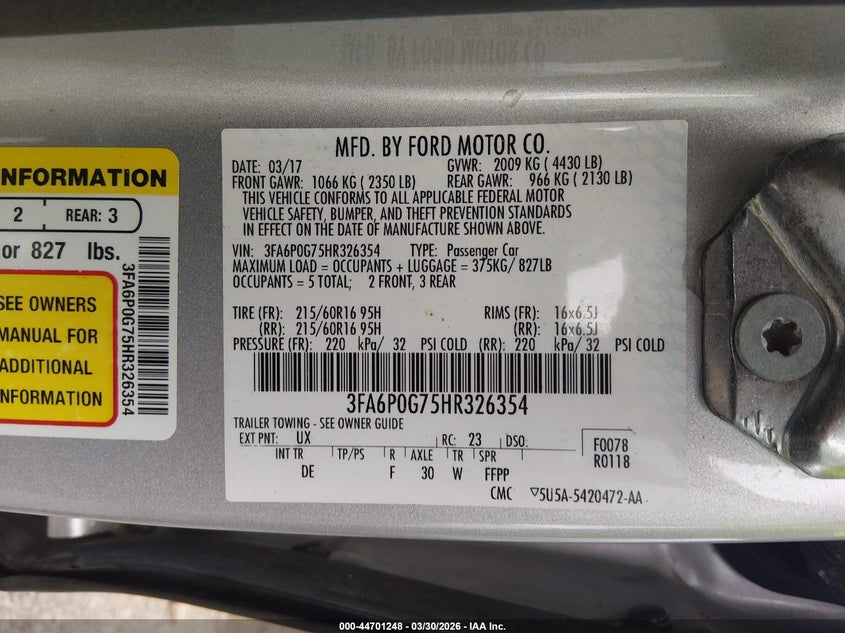 MFD. BY FORD MOTOR CO.
DATE: 03/17 GVWR: 2009 KG ( 4430 LB)
FRONT GAWR: 1066 KG ( 2350 LB) REAR GAWR: 966 KG ( 2130 LB)
THIS VEHICLE CONFORMS TO ALL APPLICABLE FEDERAL MOTOR
VEHICLE SAFETY, BUMPER, AND THEFT PREVENTION STANDARDS
IN EFFECT ON THE DATE OF MANUFACTURE SHOWN ABOVE.
VIN: 3FA6P0G75HR326354 TYPE: Passenger Car
MAXIMUM LOAD = OCCUPANTS + LUGGAGE = 375KG/ 827LB
OCCUPANTS = 5 TOTAL; 2 FRONT, 3 REAR
TIRE (FR): 215/60R16 95H RIMS (FR): 16x6.5J
(RR): 215/60R16 95H (RR): 16x6.5J
PRESSURE (FR): 220 kPa/ 32 PSI COLD (RR): 220 kPa/ 32 PSI COLD
3FA6P0G75HR326354
TRAILER TOWING - SEE OWNER GUIDE
EXT PNT: UX RC: 23 DSO:
INT TR TP/PS R AXLE TR SPR
DE F 30 W FFPP
F0078
R0118
CMC ▽5U5A-5420472-AA
NFORMATION
2 REAR: 3
or 827 lbs.
SEE OWNERS
MANUAL FOR
ADDITIONAL
INFORMATION
3FA6P0G75HR326354
MFD. BY FORD MOTOR CO.
000-44701248 - 03/30/2026 - IAA Inc.